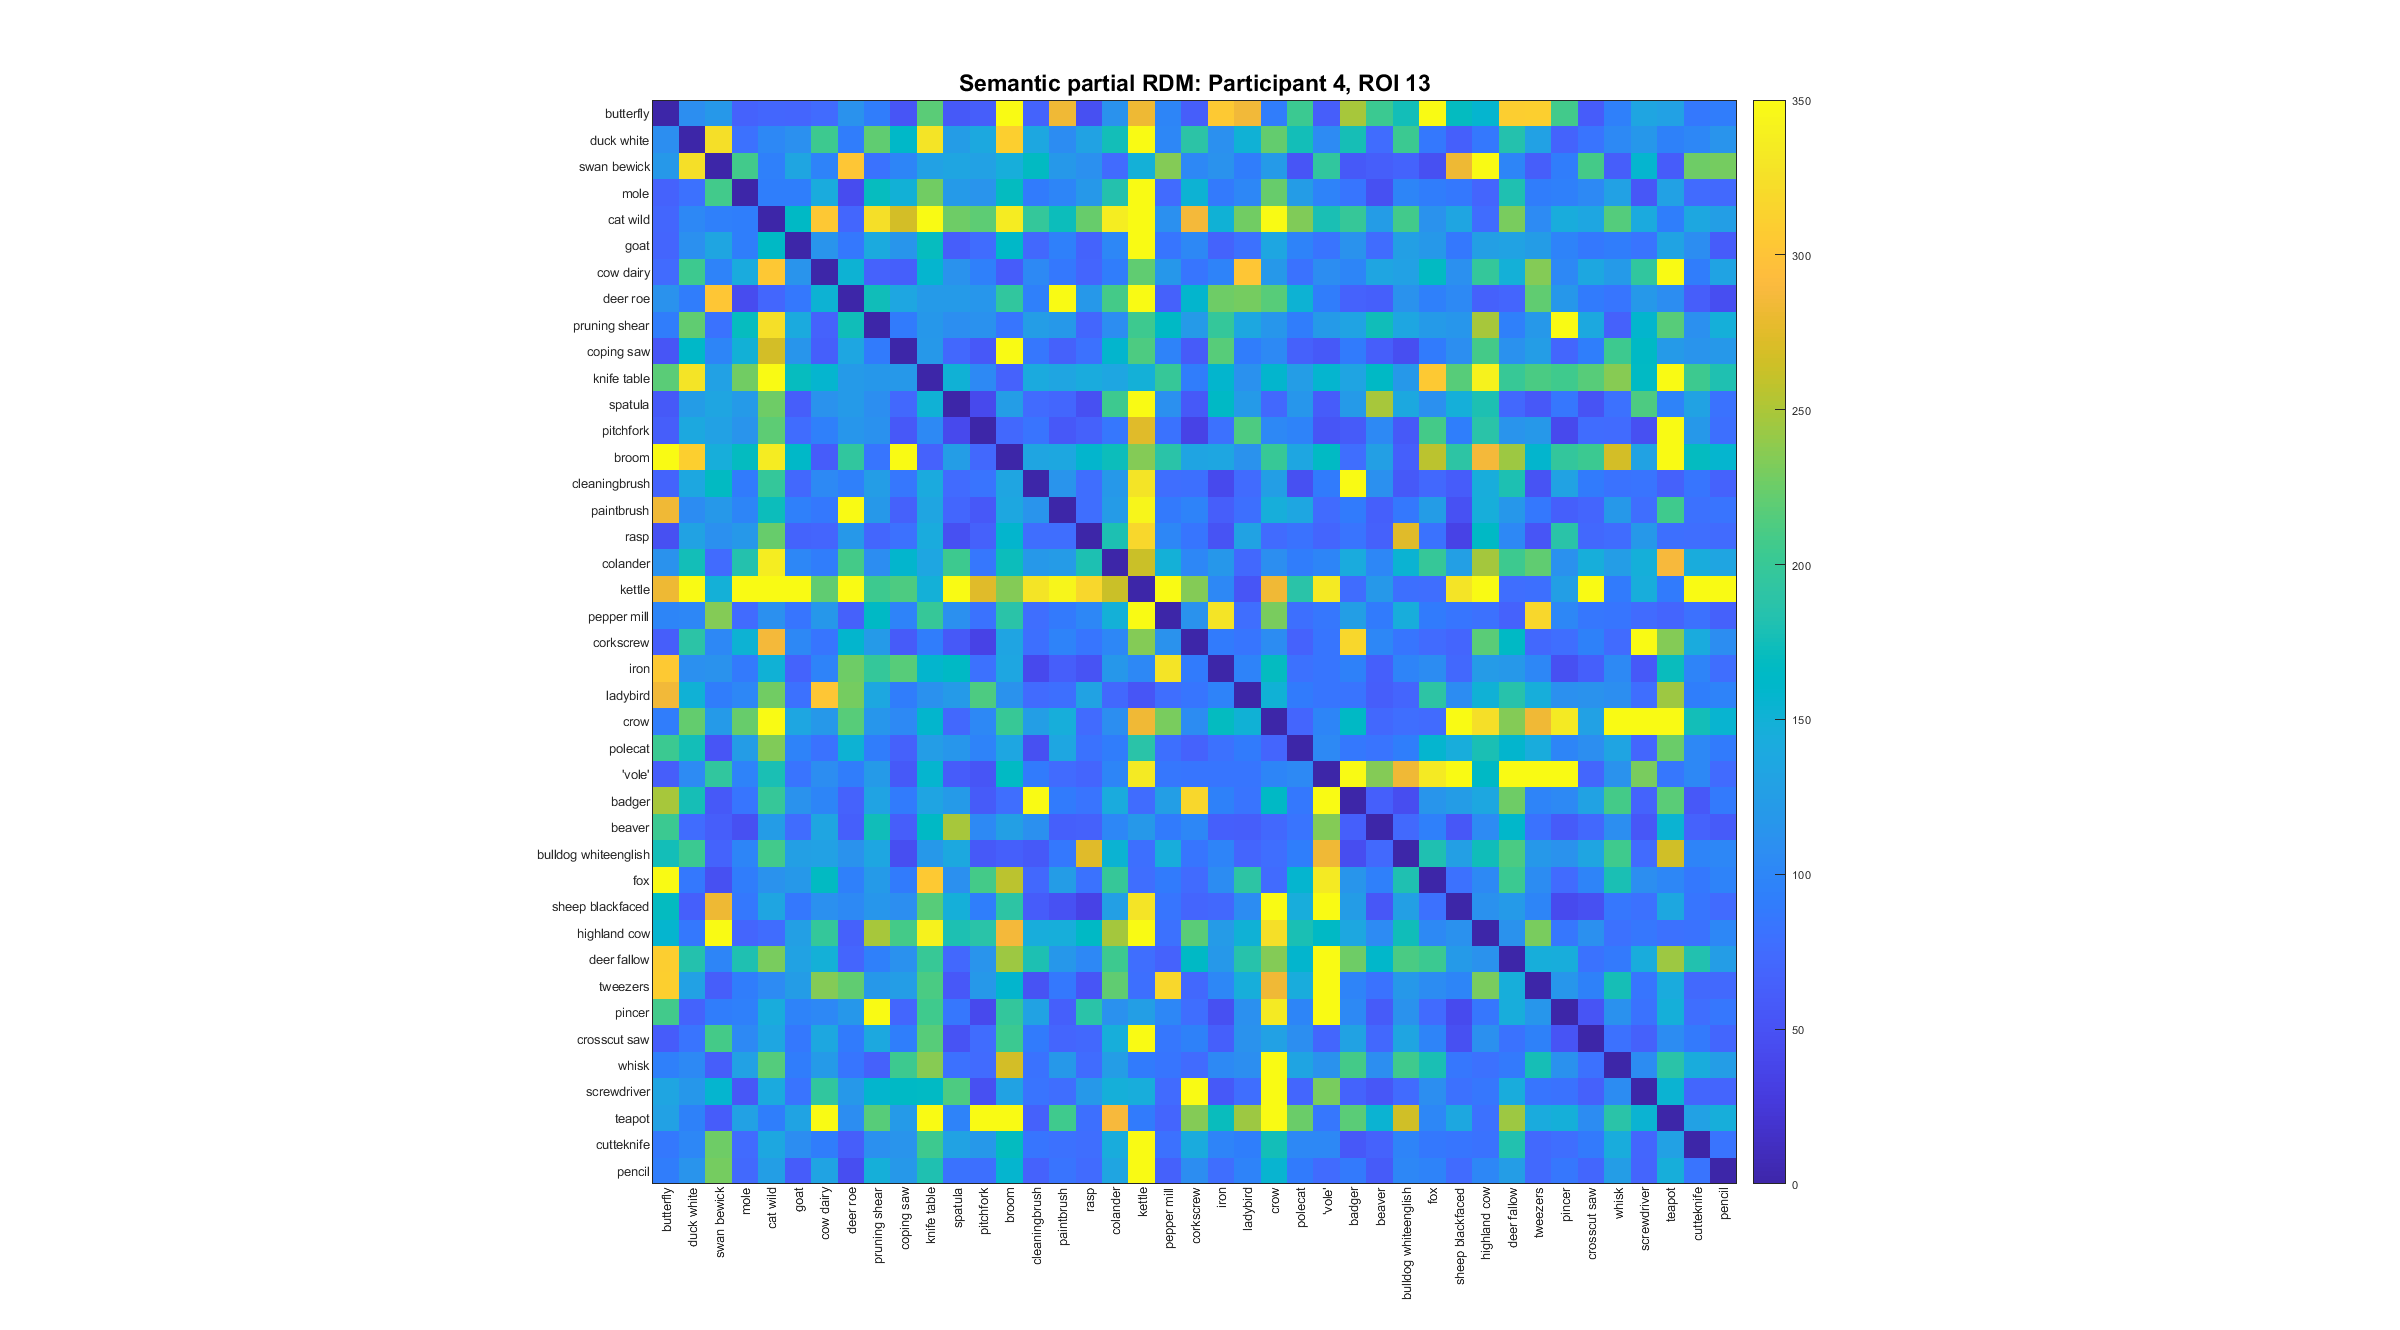 Semantic partial RDM: Participant 4, ROI 13
butterfly
duck white
swan bewick
mole
cat wild
goat
cow dairy
deer roe
pruning shear
coping saw
knife table
spatula
pitchfork
broom
cleaningbrush
paintbrush
rasp
colander
kettle
pepper mill
corkscrew
iron
ladybird
crow
polecat
'vole'
badger
beaver
bulldog whiteenglish
fox
sheep blackfaced
highland cow
deer fallow
tweezers
pincer
crosscut saw
whisk
screwdriver
teapot
cutteknife
pencil
butterfly
duck white
swan bewick
mole
cat wild
goat
cow dairy
deer roe
pruning shear
coping saw
knife table
spatula
pitchfork
broom
cleaningbrush
paintbrush
rasp
colander
kettle
pepper mill
corkscrew
iron
ladybird
crow
polecat
'vole'
badger
beaver
bulldog whiteenglish
fox
sheep blackfaced
highland cow
deer fallow
tweezers
pincer
crosscut saw
whisk
screwdriver
teapot
cutteknife
pencil
350
300
250
200
150
100
50
0